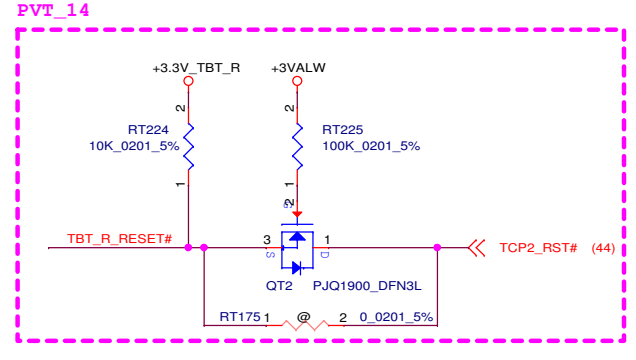 PVT_14
+3.3V_TBT_R
+3VALW
2
2
RT224
10K_0201_5%
RT225
100K_0201_5%
1
1
2
G
TBT_R_RESET#
3
1
TCP2_RST#
(44)
S
D
QT2
PJQ1900_DFN3L
RT175
1
@
2
0_0201_5%